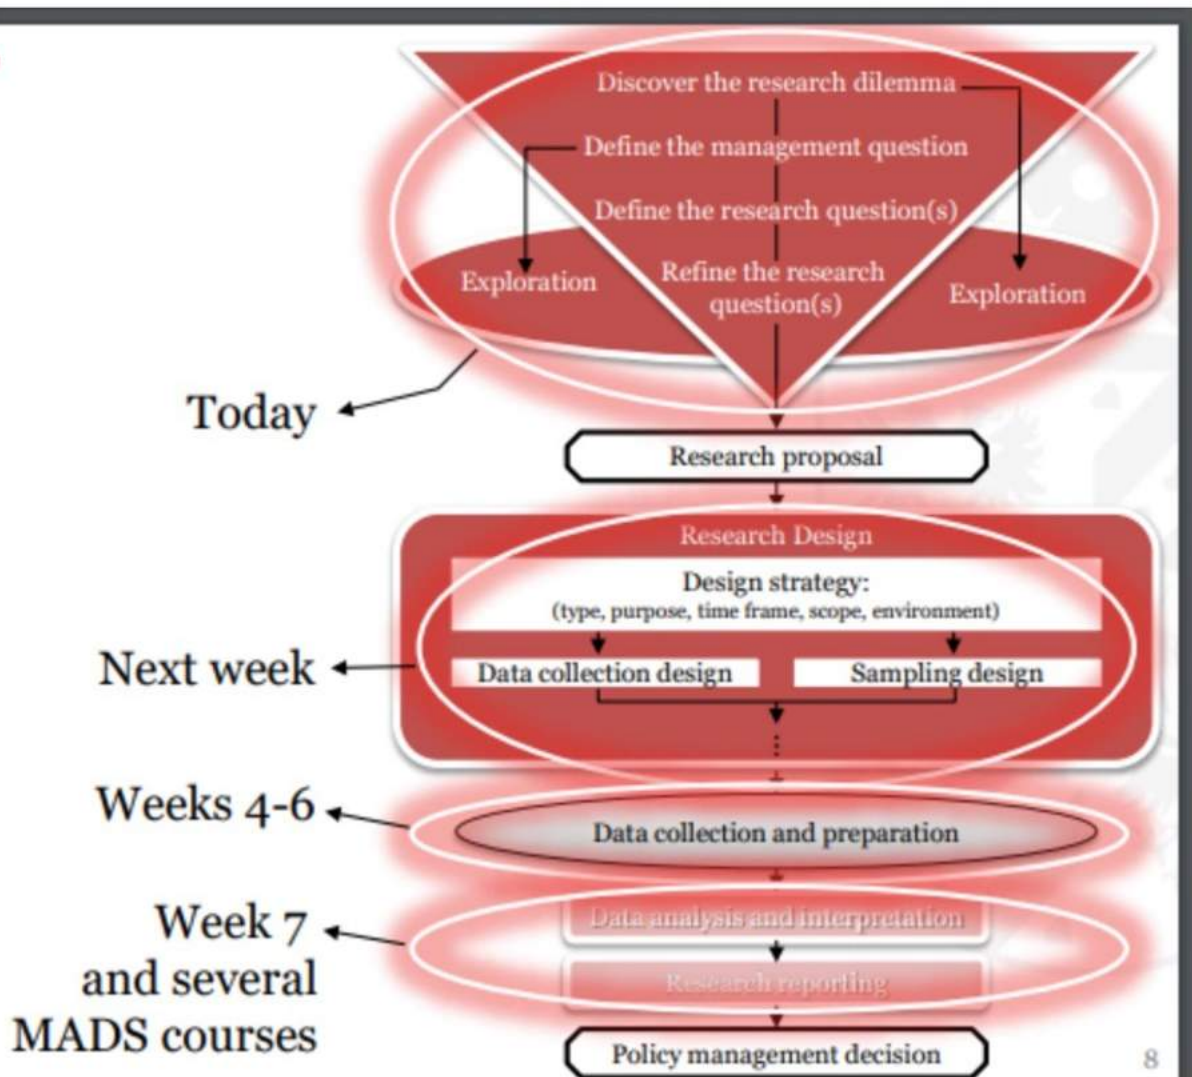 Discover the research dilemma
Define the management question
Define the research question(s)
Refine the research
question(s)
Exploration
Exploration
Today
Research proposal
Research Design
Design strategy:
(type, purpose, time frame, scope, environment)
Next week
Data collection design
Sampling design
Weeks 4-6
Data collection and preparation
Week 7
and several
MADS courses
Data analysis and interpretation
Research reporting
Policy management decision
8